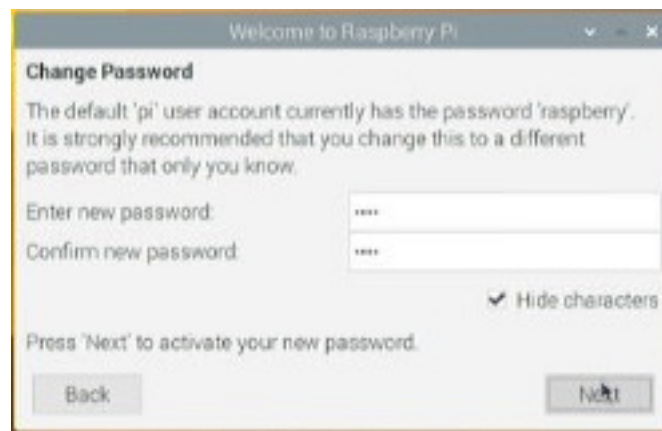 Welcome to Raspberry Pi
Change Password
The default 'pi' user account currently has the password 'raspberry'.
It is strongly recommended that you change this to a different
password that only you know.
Enter new password:
••••
Confirm new password:
••••
Hide characters
Press 'Next' to activate your new password.
Back
Next